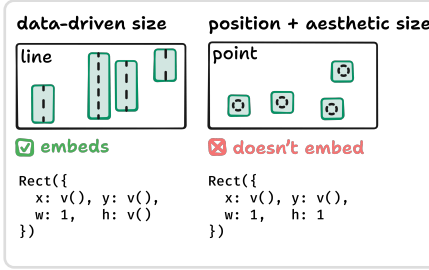 data-driven size
line
embeds
Rect({
x: v(), y: v(),
w: 1, h: v()
})
position + aesthetic size
point
doesn't embed
Rect({
x: v(), y: v(),
w: 1, h: 1
})